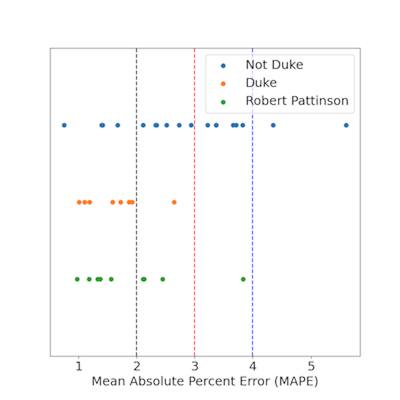 Not Duke
Duke
Robert Pattinson
1 2 3 4 5
Mean Absolute Percent Error (MAPE)